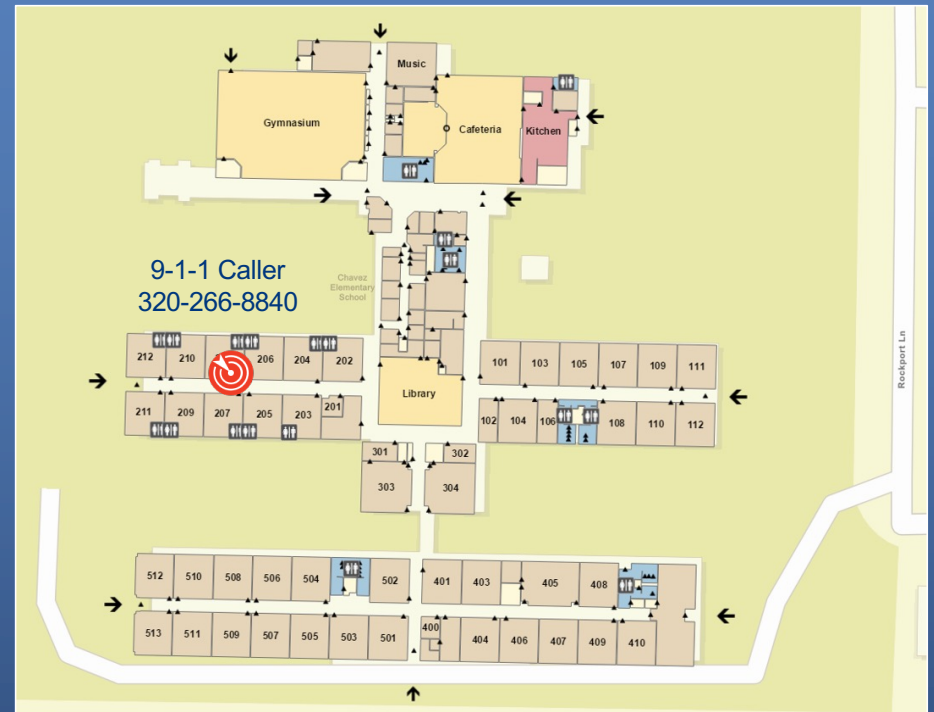 Music
Gymnasium
Cafeteria
Kitchen
9-1-1 Caller
320-266-8840
Chavez
Elementary
School
Rockport Ln
212 210 206 204 202
101 103 105 107 109 111
Library
211 209 207 205 203 201
102 104 106 108 110 112
301 302
303 304
512 510 508 506 504 502 401 403 405 408
400
513 511 509 507 505 503 501 404 406 407 409 410